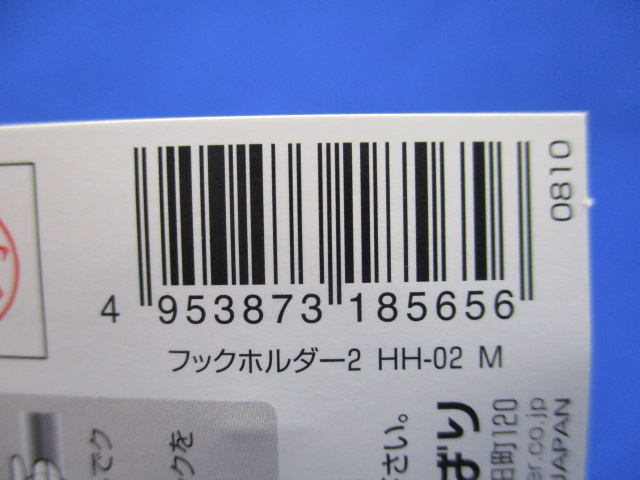 0810
4 953873 185656
フックホルダー2 HH-02 M
でク
クを
さい。
ばり
田町120
er.co.jp
JAPAN